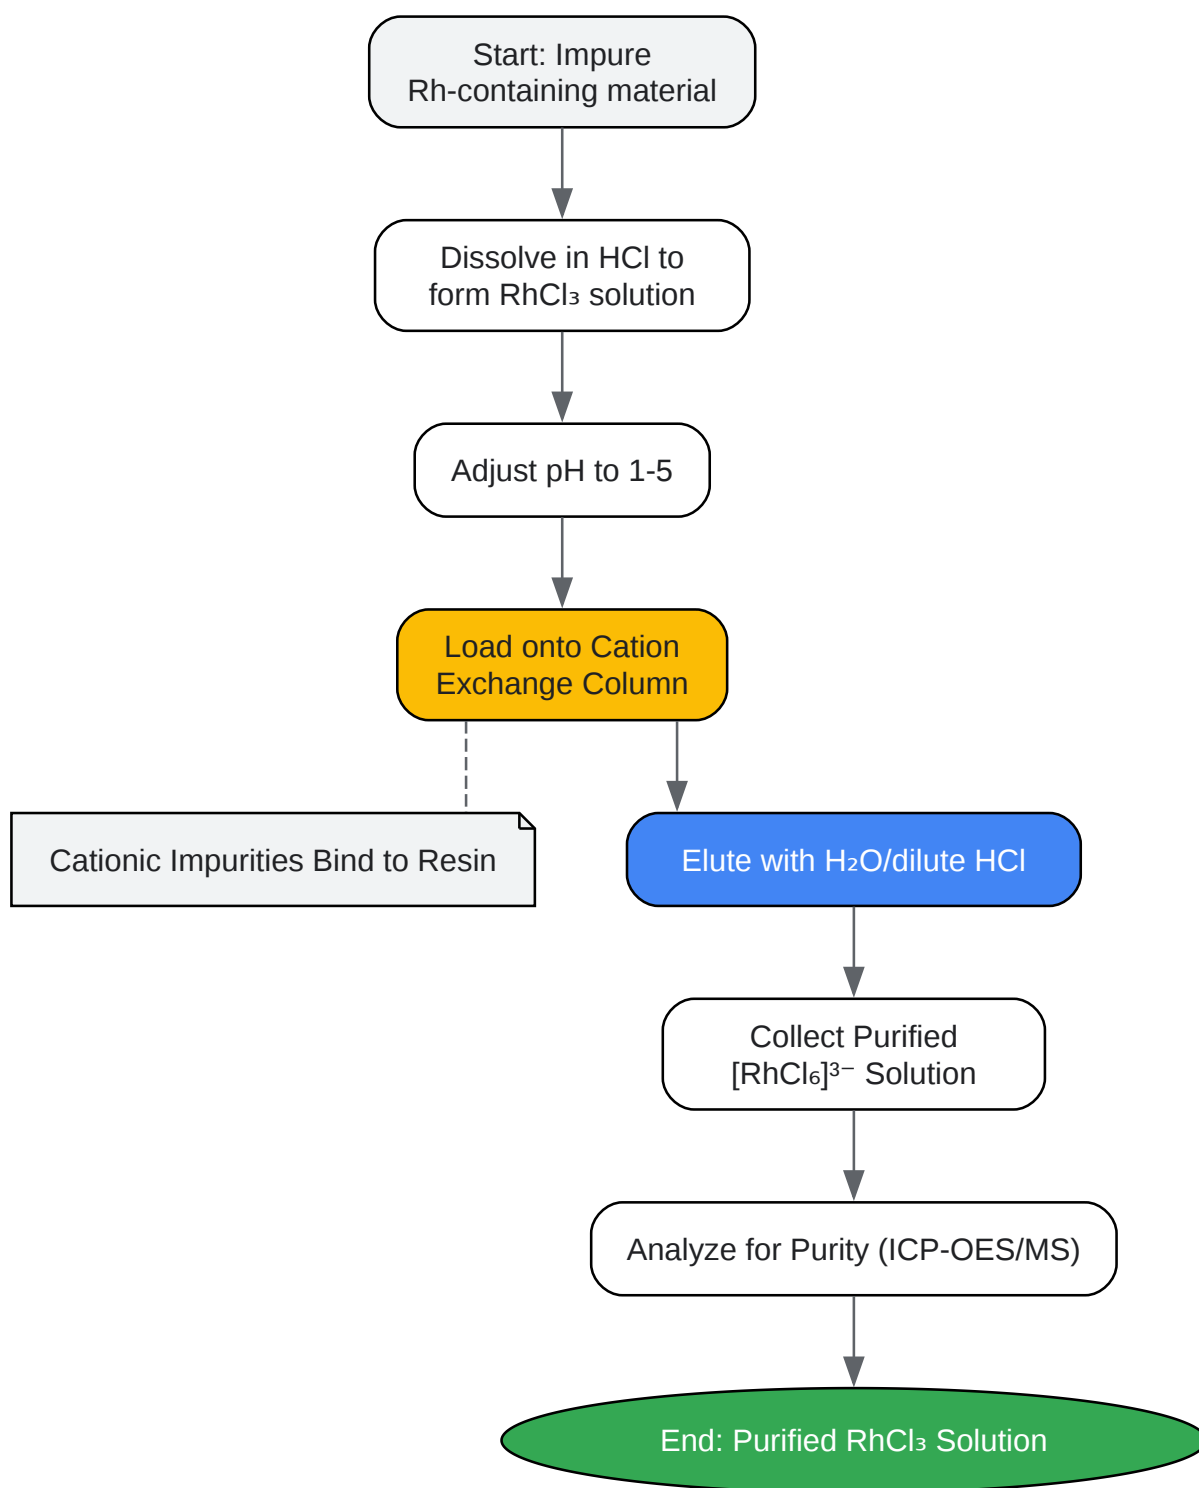 Start: Impure
Rh-containing material
Dissolve in HCl to
form RhCl₃ solution
Adjust pH to 1-5
Load onto Cation
Exchange Column
Cationic Impurities Bind to Resin
Elute with H₂O/dilute HCl
Collect Purified
[RhCl₆]³⁻ Solution
Analyze for Purity (ICP-OES/MS)
End: Purified RhCl₃ Solution